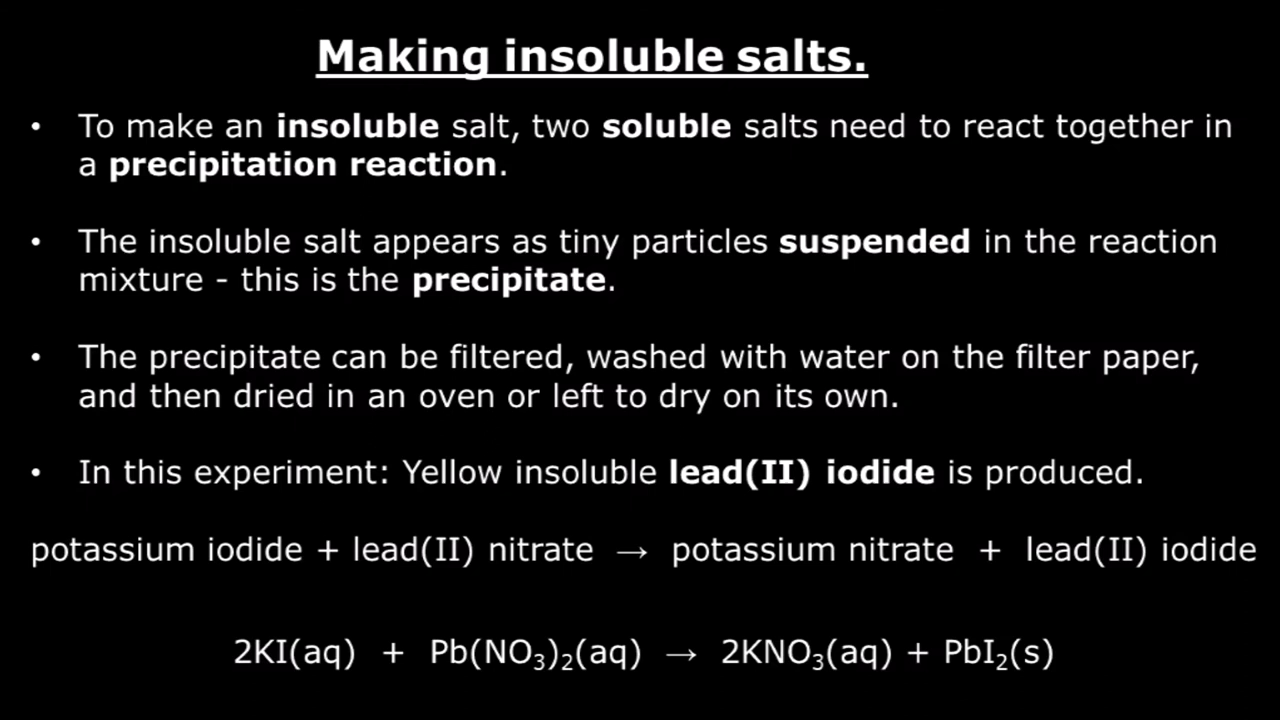 Making insoluble salts.
• To make an insoluble salt, two soluble salts need to react together in
a precipitation reaction.
• The insoluble salt appears as tiny particles suspended in the reaction
mixture - this is the precipitate.
• The precipitate can be filtered, washed with water on the filter paper,
and then dried in an oven or left to dry on its own.
• In this experiment: Yellow insoluble lead(II) iodide is produced.
potassium iodide + lead(II) nitrate → potassium nitrate + lead(II) iodide
2KI(aq) + Pb(NO₃)₂(aq) → 2KNO₃(aq) + PbI₂(s)